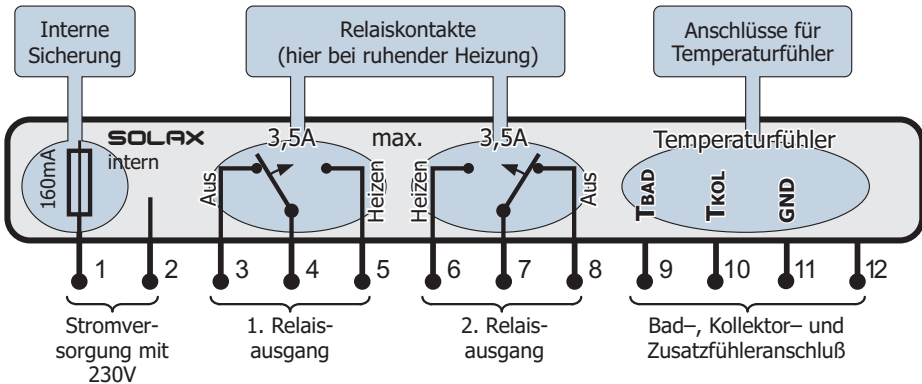 Interne
Sicherung
Relaiskontakte
(hier bei ruhender Heizung)
Anschlüsse für
Temperaturfühler
SOLAX
intern
160mA
3,5A
max.
3,5A
Temperaturfühler
Aus
Heizen
Heizen
Aus
TBAD
TKOL
GND
1
2
3
4
5
6
7
8
9
10
11
12
Stromver-
sorgung mit
230V
1. Relais-
ausgang
2. Relais-
ausgang
Bad–, Kollektor– und
Zusatzfühleranschluß